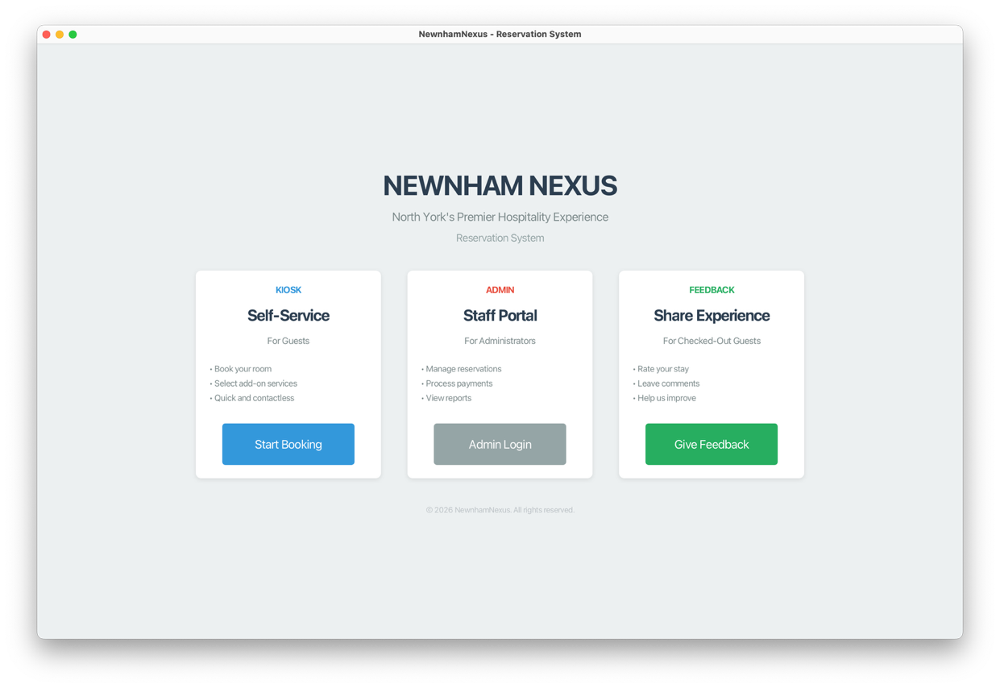 NewnhamNexus - Reservation System
NEWNHAM NEXUS
North York's Premier Hospitality Experience
Reservation System
KIOSK
Self-Service
For Guests
• Book your room
• Select add-on services
• Quick and contactless
Start Booking
ADMIN
Staff Portal
For Administrators
• Manage reservations
• Process payments
• View reports
Admin Login
FEEDBACK
Share Experience
For Checked-Out Guests
• Rate your stay
• Leave comments
• Help us improve
Give Feedback
© 2026 NewnhamNexus. All rights reserved.